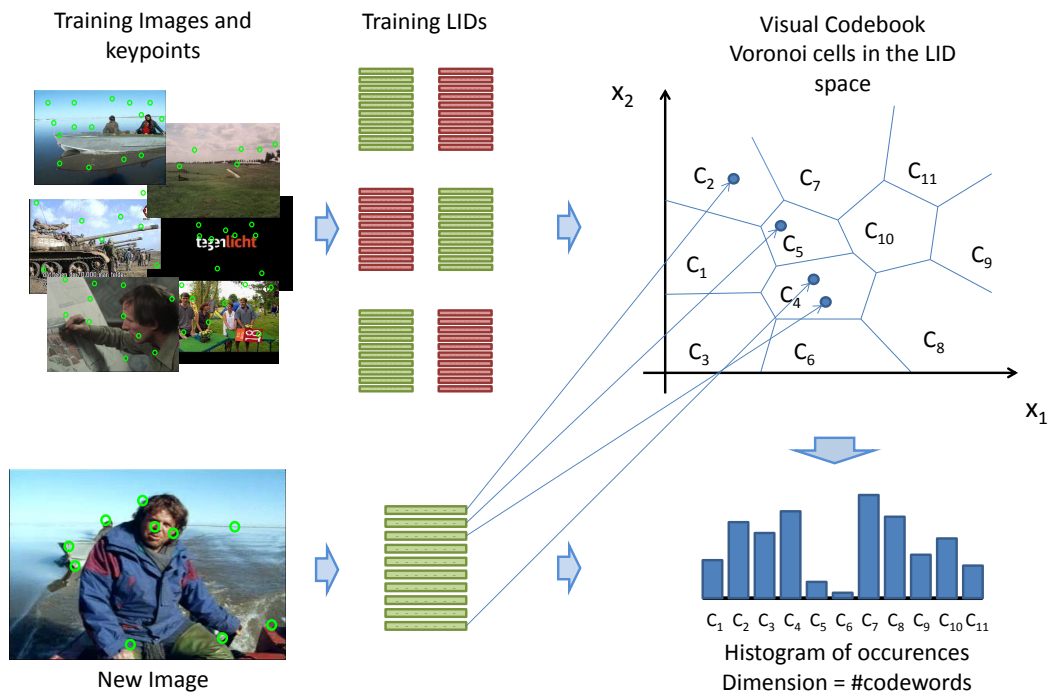 Training Images and
keypoints
Training LIDs
Visual Codebook
Voronoi cells in the LID
space
tegenlicht
18
X₂
C₂
C₇
C₁₁
C₅
C₁₀
C₁
C₉
C₄
C₃
C₆
C₈
X₁
C₁ C₂ C₃ C₄ C₅ C₆ C₇ C₈ C₉ C₁₀ C₁₁
New Image
Histogram of occurences
Dimension = #codewords